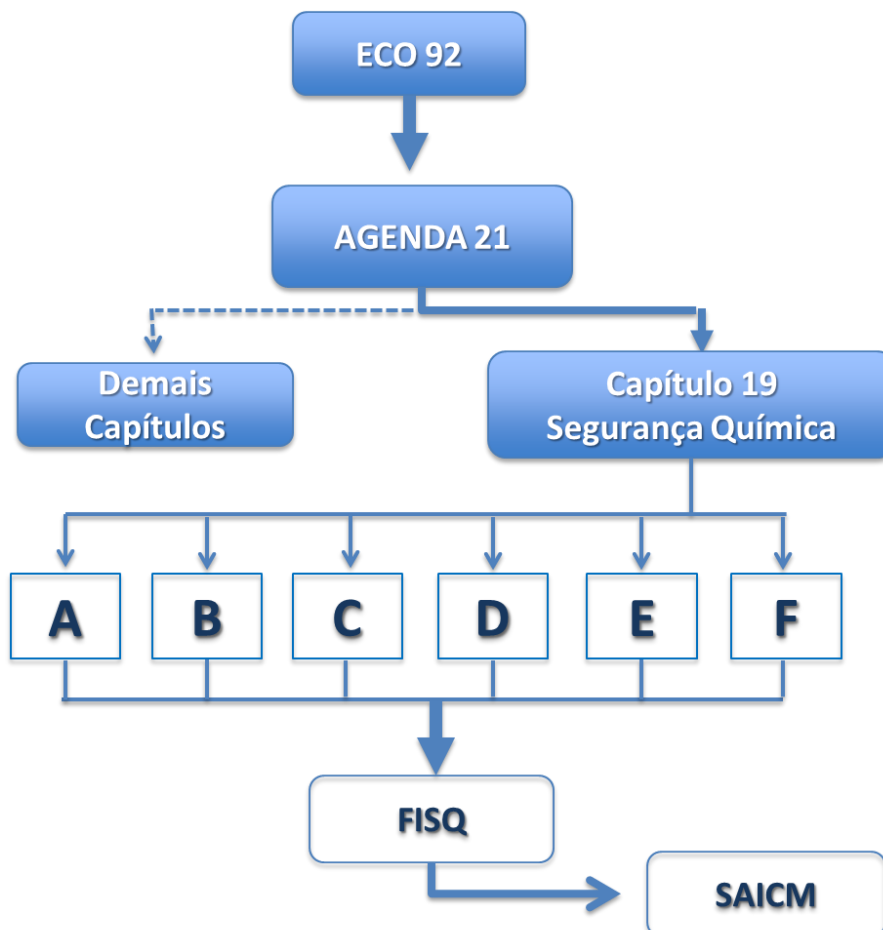 ECO 92
AGENDA 21
Demais
Capítulos
Capítulo 19
Segurança Química
A
B
C
D
E
F
FISQ
SAICM